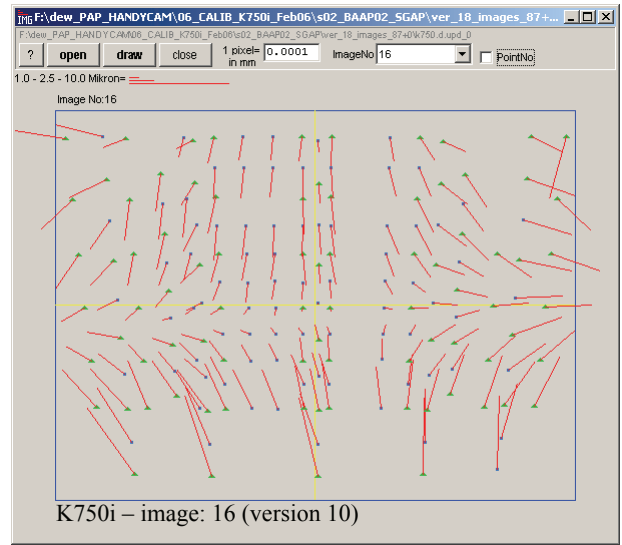 IMG F:\dew_PAP_HANDYCAM\06_CALIB_K750i_Feb06\s02_BAAP02_SGAP\ver_18_images_87+...
F:\dew_PAP_HANDYCAM\06_CALIB_K750i_Feb06\s02_BAAP02_SGAP\ver_18_images_87+0\k750.d.upd_0
? open draw close 1 pixel= in mm 0.0001 ImageNo 16 PointNo
1.0 - 2.5 - 10.0 Mikron=
Image No:16
K750i – image: 16 (version 10)